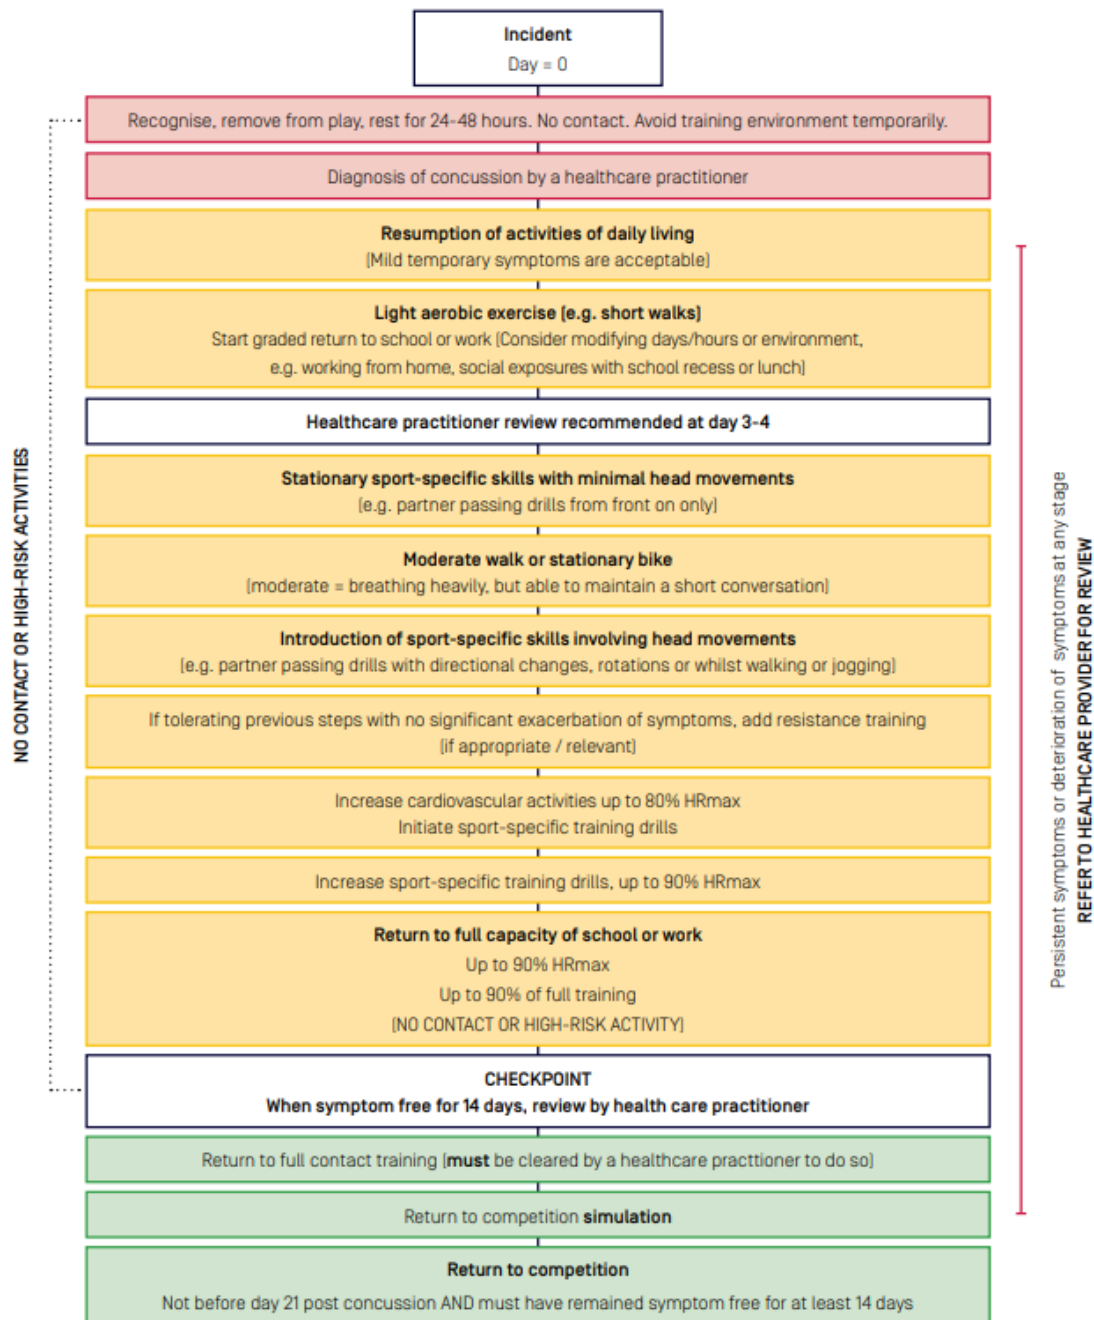 Incident
Day = 0
Recognise, remove from play, rest for 24-48 hours. No contact. Avoid training environment temporarily.
Diagnosis of concussion by a healthcare practitioner
Resumption of activities of daily living
(Mild temporary symptoms are acceptable)
Light aerobic exercise (e.g. short walks)
Start graded return to school or work (Consider modifying days/hours or environment,
e.g. working from home, social exposures with school recess or lunch)
Healthcare practitioner review recommended at day 3-4
Stationary sport-specific skills with minimal head movements
(e.g. partner passing drills from front on only)
Moderate walk or stationary bike
(moderate = breathing heavily, but able to maintain a short conversation)
Introduction of sport-specific skills involving head movements
(e.g. partner passing drills with directional changes, rotations or whilst walking or jogging)
If tolerating previous steps with no significant exacerbation of symptoms, add resistance training
(if appropriate / relevant)
Increase cardiovascular activities up to 80% HRmax
Initiate sport-specific training drills
Increase sport-specific training drills, up to 90% HRmax
Return to full capacity of school or work
Up to 90% HRmax
Up to 90% of full training
(NO CONTACT OR HIGH-RISK ACTIVITY)
CHECKPOINT
When symptom free for 14 days, review by health care practitioner
Return to full contact training (must be cleared by a healthcare practtioner to do so)
Return to competition simulation
Return to competition
Not before day 21 post concussion AND must have remained symptom free for at least 14 days
NO CONTACT OR HIGH-RISK ACTIVITIES
Persistent symptoms or deterioration of symptoms at any stage
REFER TO HEALTHCARE PROVIDER FOR REVIEW